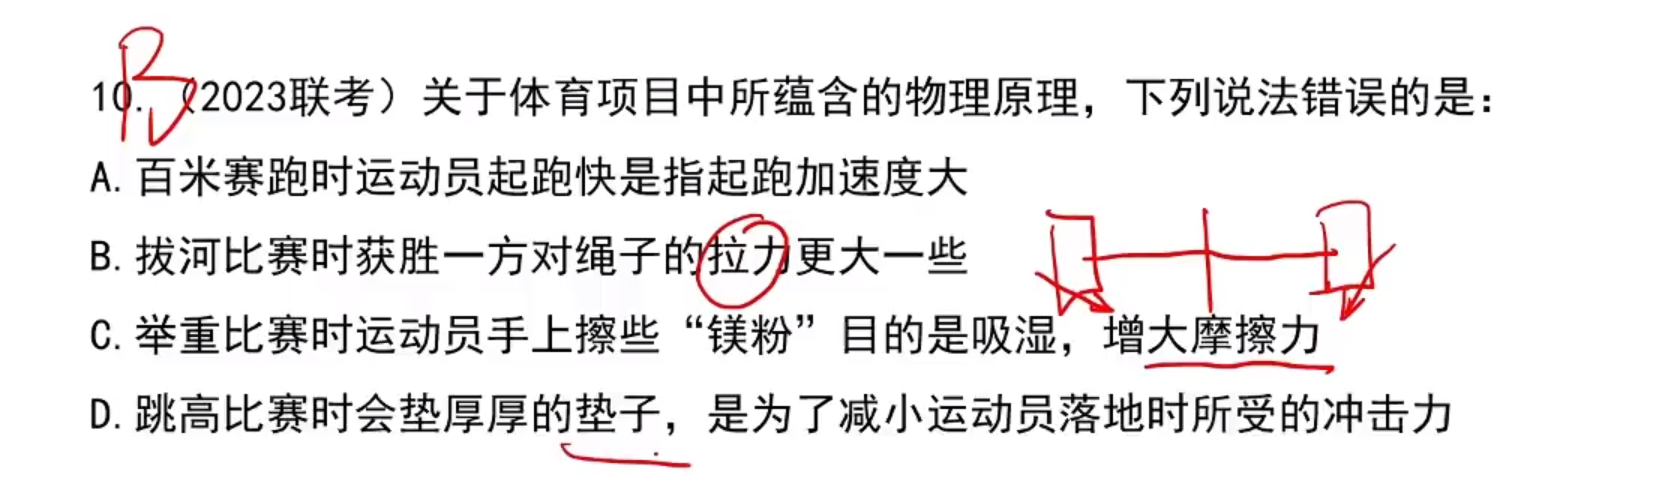 B
10.（2023联考）关于体育项目中所蕴含的物理原理，下列说法错误的是：
A. 百米赛跑时运动员起跑快是指起跑加速度大
B. 拔河比赛时获胜一方对绳子的拉力更大一些
C. 举重比赛时运动员手上擦些“镁粉”目的是吸湿，增大摩擦力
D. 跳高比赛时会垫厚厚的垫子，是为了减小运动员落地时所受的冲击力